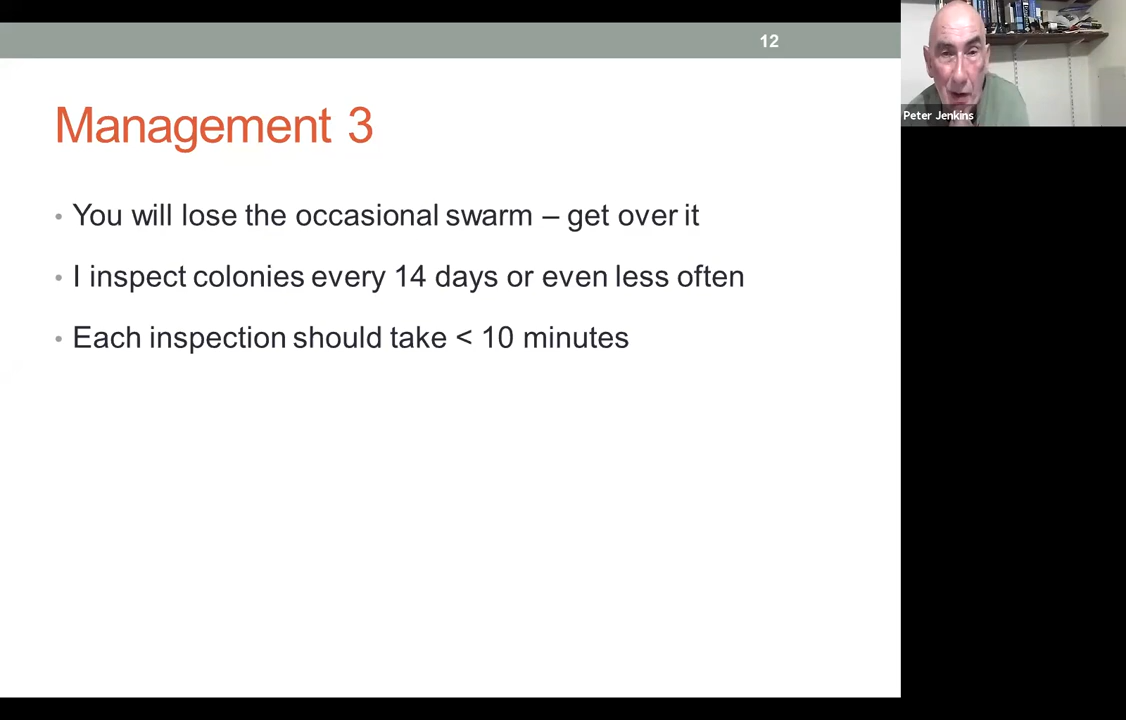 12
Peter Jenkins
Management 3
• You will lose the occasional swarm – get over it
• I inspect colonies every 14 days or even less often
• Each inspection should take < 10 minutes